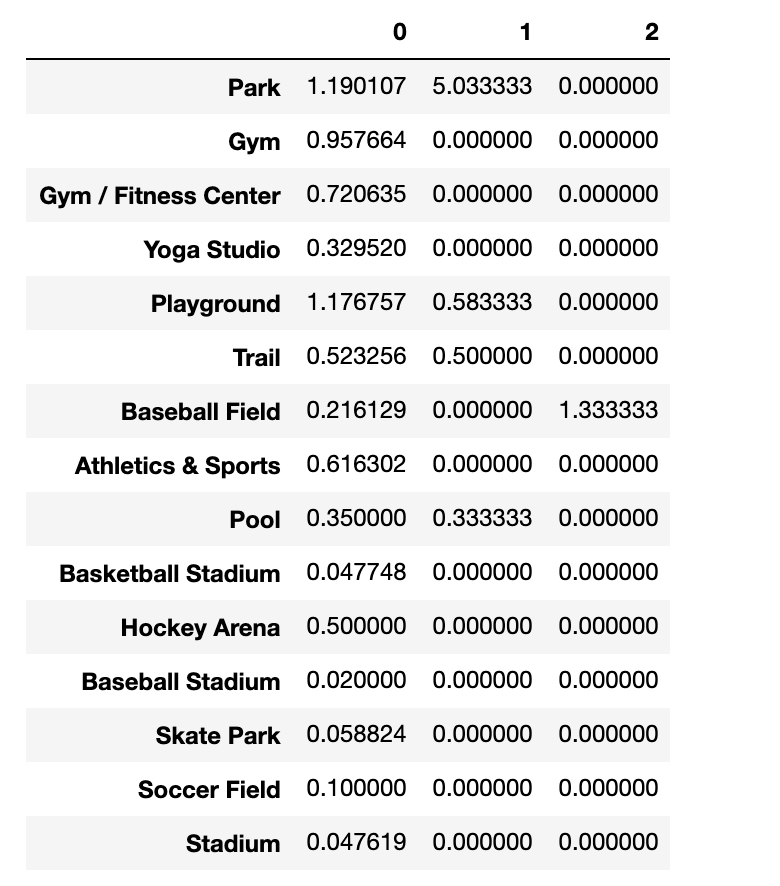 0 1 2
Park 1.190107 5.033333 0.000000
Gym 0.957664 0.000000 0.000000
Gym / Fitness Center 0.720635 0.000000 0.000000
Yoga Studio 0.329520 0.000000 0.000000
Playground 1.176757 0.583333 0.000000
Trail 0.523256 0.500000 0.000000
Baseball Field 0.216129 0.000000 1.333333
Athletics & Sports 0.616302 0.000000 0.000000
Pool 0.350000 0.333333 0.000000
Basketball Stadium 0.047748 0.000000 0.000000
Hockey Arena 0.500000 0.000000 0.000000
Baseball Stadium 0.020000 0.000000 0.000000
Skate Park 0.058824 0.000000 0.000000
Soccer Field 0.100000 0.000000 0.000000
Stadium 0.047619 0.000000 0.000000